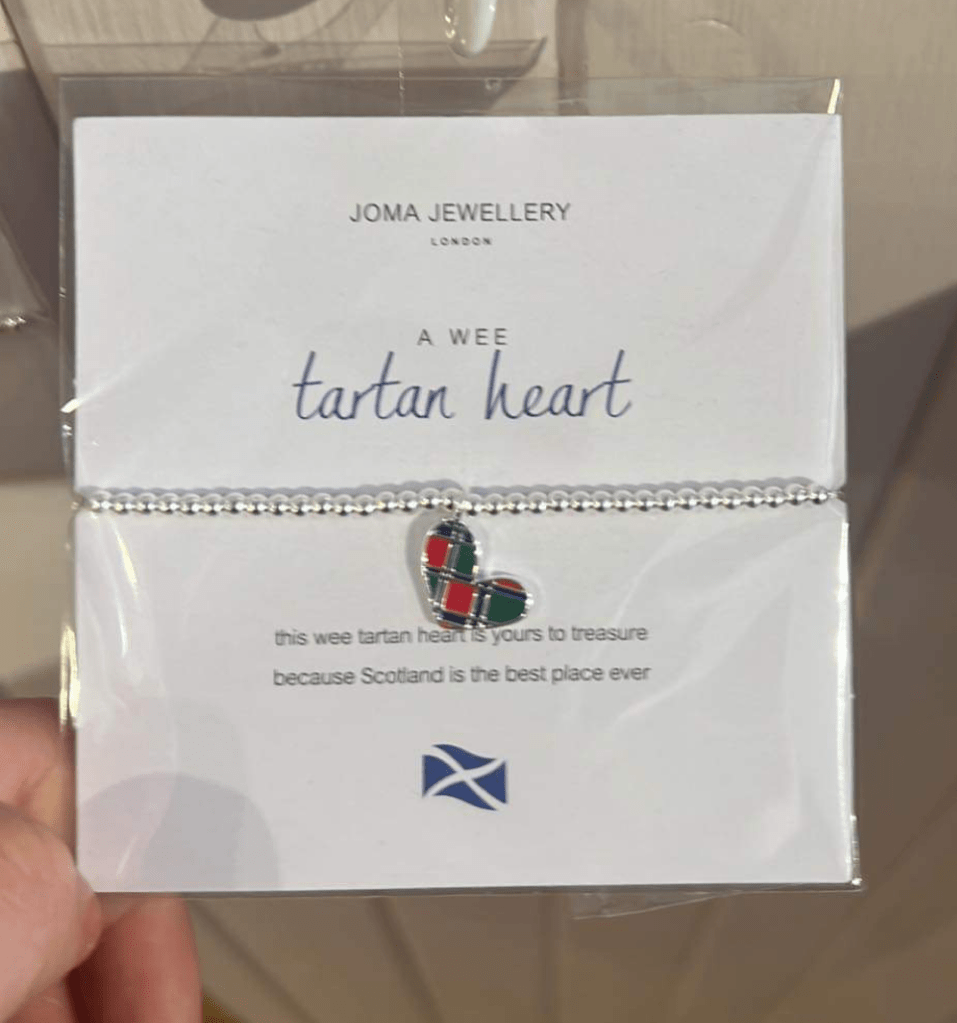 JOMA JEWELLERY
LONDON
A WEE
tartan heart
this wee tartan heart is yours to treasure
because Scotland is the best place ever